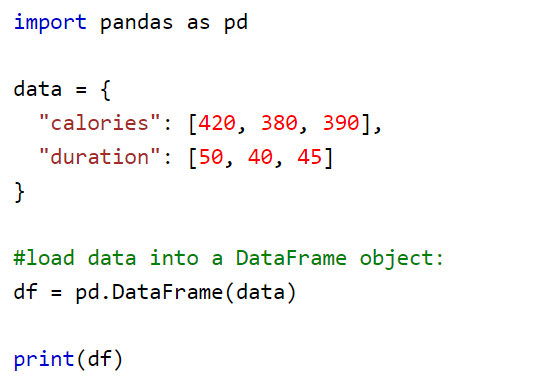 import pandas as pd
data = {
  "calories": [420, 380, 390],
  "duration": [50, 40, 45]
}
#load data into a DataFrame object:
df = pd.DataFrame(data)
print(df)